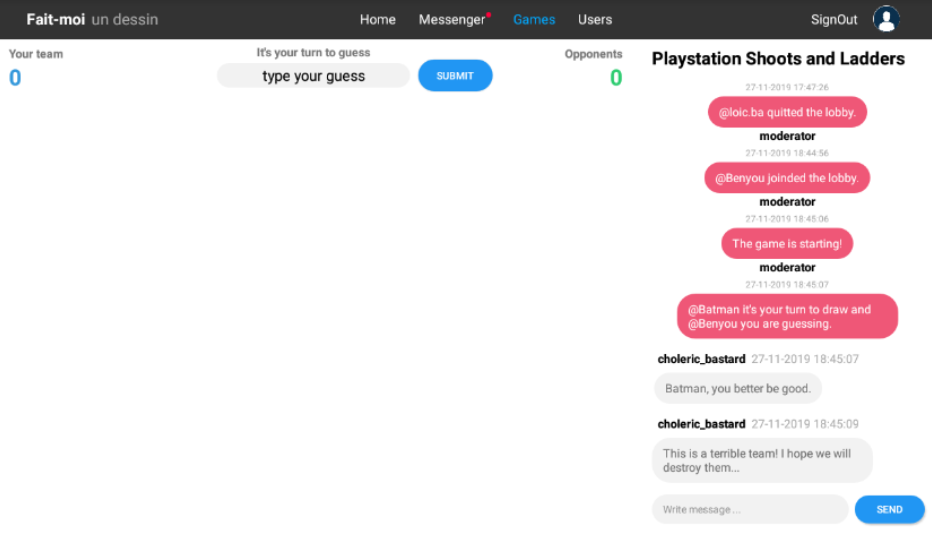 Fait-moi un dessin Home Messenger Games Users SignOut
Your team
0
It's your turn to guess
type your guess SUBMIT
Opponents
0
Playstation Shoots and Ladders
27-11-2019 17:47:26
@loic.ba quitted the lobby.
moderator
27-11-2019 18:44:56
@Benyou joinded the lobby.
moderator
27-11-2019 18:45:06
The game is starting!
moderator
27-11-2019 18:45:07
@Batman it's your turn to draw and
@Benyou you are guessing.
choleric_bastard 27-11-2019 18:45:07
Batman, you better be good.
choleric_bastard 27-11-2019 18:45:09
This is a terrible team! I hope we will
destroy them...
Write message ... SEND